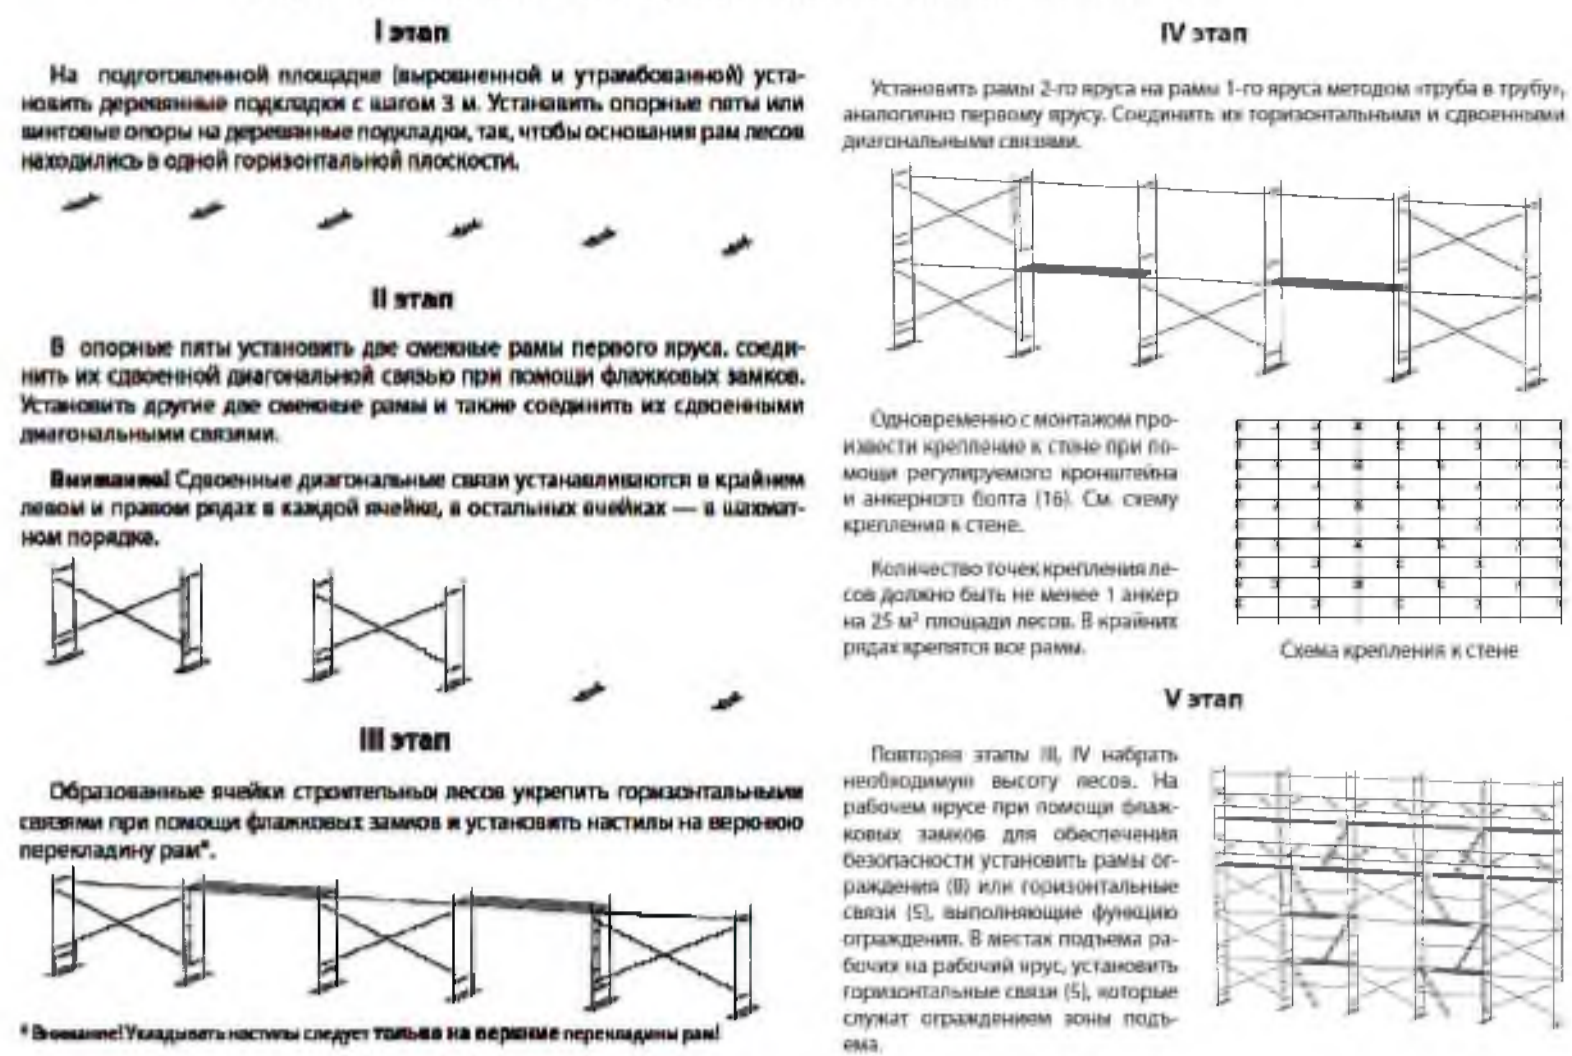 I этап
На подготовленной площадке (выровненной и утрамбованной) уста-
новить деревянные подкладки с шагом 3 м. Установить опорные пяты или
винтовые опоры на деревянные подкладки, так, чтобы основания рам лесов
находились в одной горизонтальной плоскости.
II этап
В опорные пяты установить две смежные рамы первого яруса, соеди-
нить их сдвоенной диагональной связью при помощи флажковых замков.
Установить другие две смежные рамы и также соединить их сдвоенными
диагональными связями.
Внимание! Сдвоенные диагональные связи устанавливаются в крайнем
левом и правом рядах в каждой ячейке, в остальных ячейках — в шахмат-
ном порядке.
III этап
Образованные ячейки строительных лесов укрепить горизонтальными
связями при помощи флажковых замков и установить настилы на верхнюю
перекладину рам*.
* Внимание! Укладывать настилы следует только на верхние перекладины рам!
IV этап
Установить рамы 2-го яруса на рамы 1-го яруса методом «труба в трубу»,
аналогично первому ярусу. Соединить их горизонтальными и сдвоенными
диагональными связями.
Одновременно с монтажом про-
извести крепление к стене при по-
мощи регулируемого кронштейна
и анкерного болта (16). См. схему
крепления к стене.
Количество точек крепления ле-
сов должно быть не менее 1 анкер
на 25 м² площади лесов. В крайних
рядах крепятся все рамы.
Схема крепления к стене
V этап
Повторяя этапы III, IV набрать
необходимую высоту лесов. На
рабочем ярусе при помощи флаж-
ковых замков для обеспечения
безопасности установить рамы ог-
раждения (8) или горизонтальные
связи (5), выполняющие функцию
ограждения. В местах подъема ра-
бочих на рабочий ярус, установить
горизонтальные связи (5), которые
служат ограждением зоны подъ-
ема.